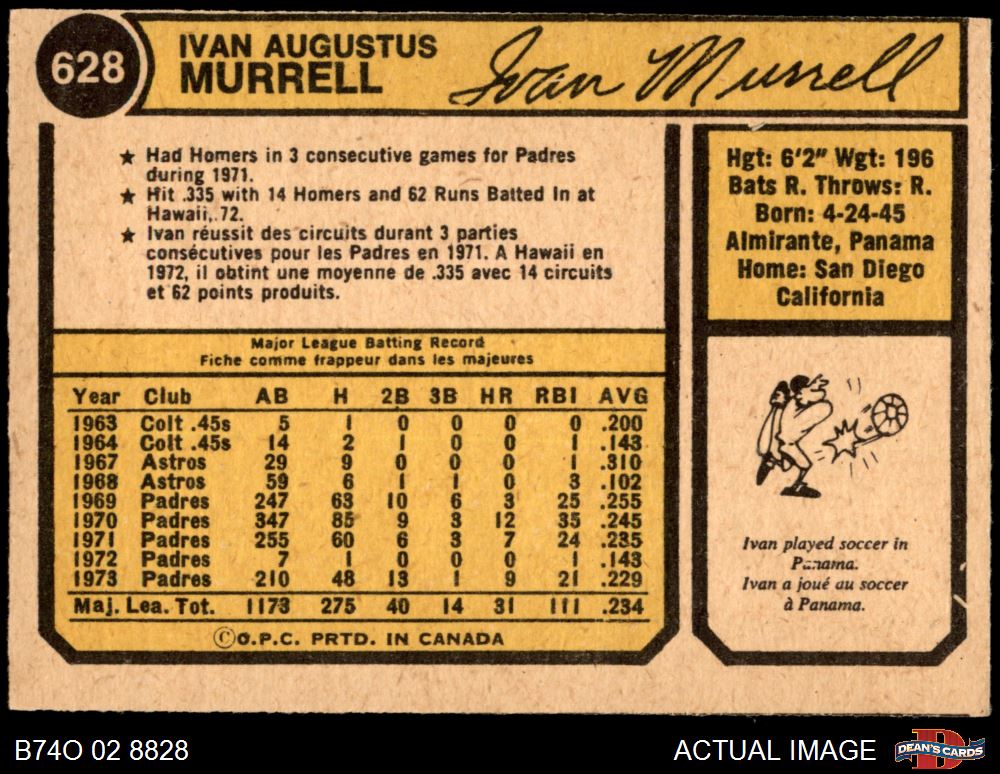 628
IVAN AUGUSTUS
MURRELL
Ivan Murrell
★ Had Homers in 3 consecutive games for Padres
during 1971.
★ Hit .335 with 14 Homers and 62 Runs Batted In at
Hawaii, 72.
★ Ivan réussit des circuits durant 3 parties
consécutives pour les Padres en 1971. A Hawaii en
1972, il obtint une moyenne de .335 avec 14 circuits
et 62 points produits.
Hgt: 6'2" Wgt: 196
Bats R. Throws: R.
Born: 4-24-45
Almirante, Panama
Home: San Diego
California
Major League Batting Record
Fiche comme frappeur dans les majeures
Year Club AB H 2B 3B HR RBI AVG
1963 Colt .45s 5 1 0 0 0 0 .200
1964 Colt .45s 14 2 1 0 0 1 .143
1967 Astros 29 9 0 0 0 1 .310
1968 Astros 59 6 1 1 0 3 .102
1969 Padres 247 63 10 6 3 25 .255
1970 Padres 347 85 9 3 12 35 .245
1971 Padres 255 60 6 3 7 24 .235
1972 Padres 7 1 0 0 0 1 .143
1973 Padres 210 48 13 1 9 21 .229
Maj. Lea. Tot. 1173 275 40 14 31 111 .234
©O.P.C. PRTD. IN CANADA
Ivan played soccer in
Panama.
Ivan a joué au soccer
à Panama.
B74O 02 8828
ACTUAL IMAGE
DEAN'S CARDS